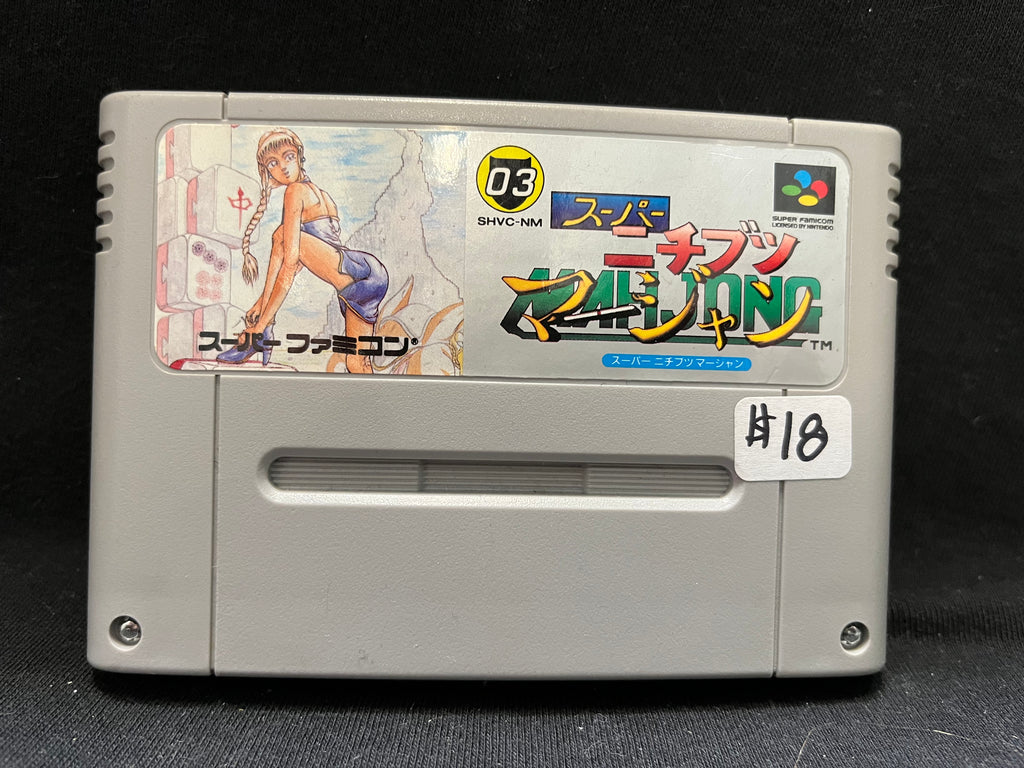 中
スーパーファミコン®
03
SHVC-NM
スーパー
ニチブツ
MAHJONG
マージャン
TM
スーパー ニチブツマージャン
SUPER FAMICOM
LICENSED BY NINTENDO
#18